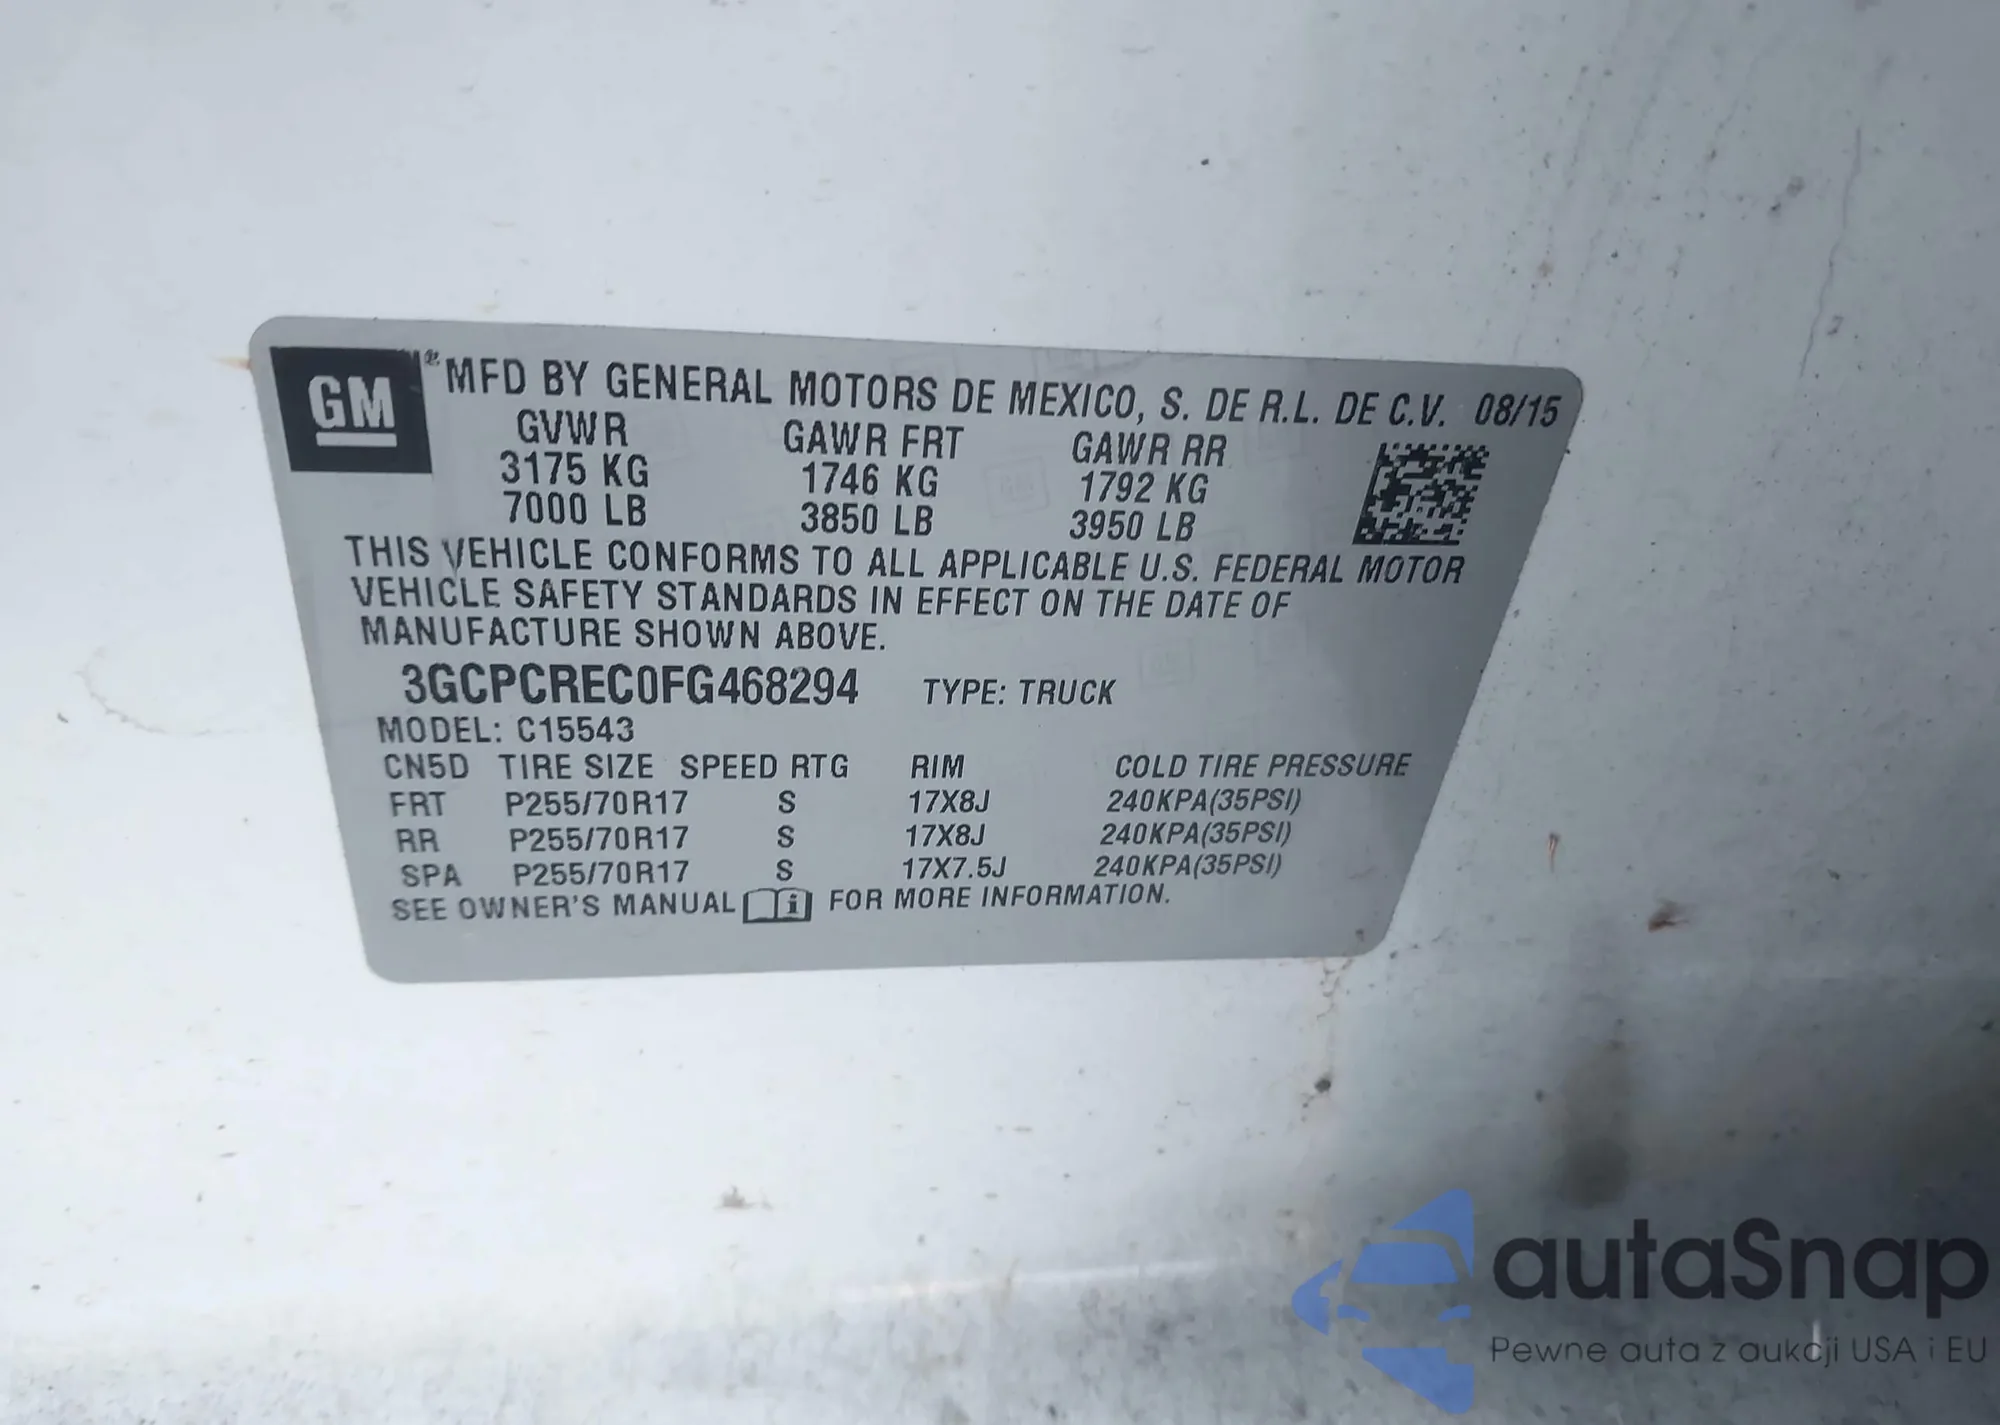 GM ® MFD BY GENERAL MOTORS DE MEXICO, S. DE R.L. DE C.V. 08/15
GVWR GAWR FRT GAWR RR
3175 KG 1746 KG 1792 KG
7000 LB 3850 LB 3950 LB
THIS VEHICLE CONFORMS TO ALL APPLICABLE U.S. FEDERAL MOTOR
VEHICLE SAFETY STANDARDS IN EFFECT ON THE DATE OF
MANUFACTURE SHOWN ABOVE.
3GCPCREC0FG468294 TYPE: TRUCK
MODEL: C15543
CN5D TIRE SIZE SPEED RTG RIM COLD TIRE PRESSURE
FRT P255/70R17 S 17X8J 240KPA(35PSI)
RR P255/70R17 S 17X8J 240KPA(35PSI)
SPA P255/70R17 S 17X7.5J 240KPA(35PSI)
SEE OWNER'S MANUAL i FOR MORE INFORMATION.
autaSnap
Pewne auta z aukcji USA i EU